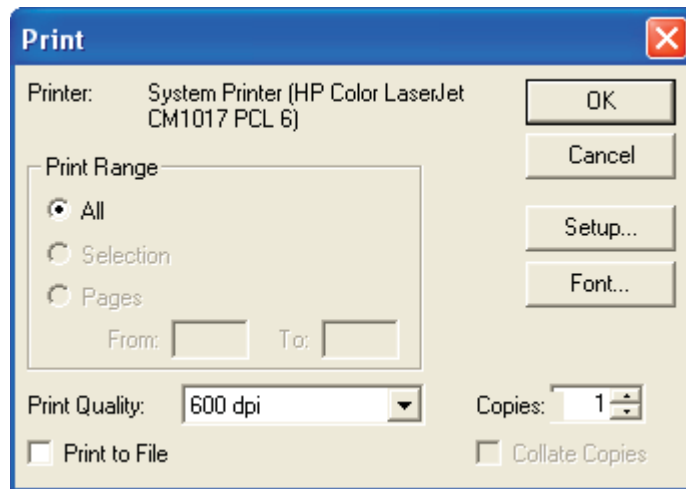 Print
Printer: System Printer (HP Color LaserJet
CM1017 PCL 6)
OK
Cancel
Print Range
All
Selection
Pages
From: To:
Setup...
Font...
Print Quality: 600 dpi
Copies: 1
Print to File
Collate Copies